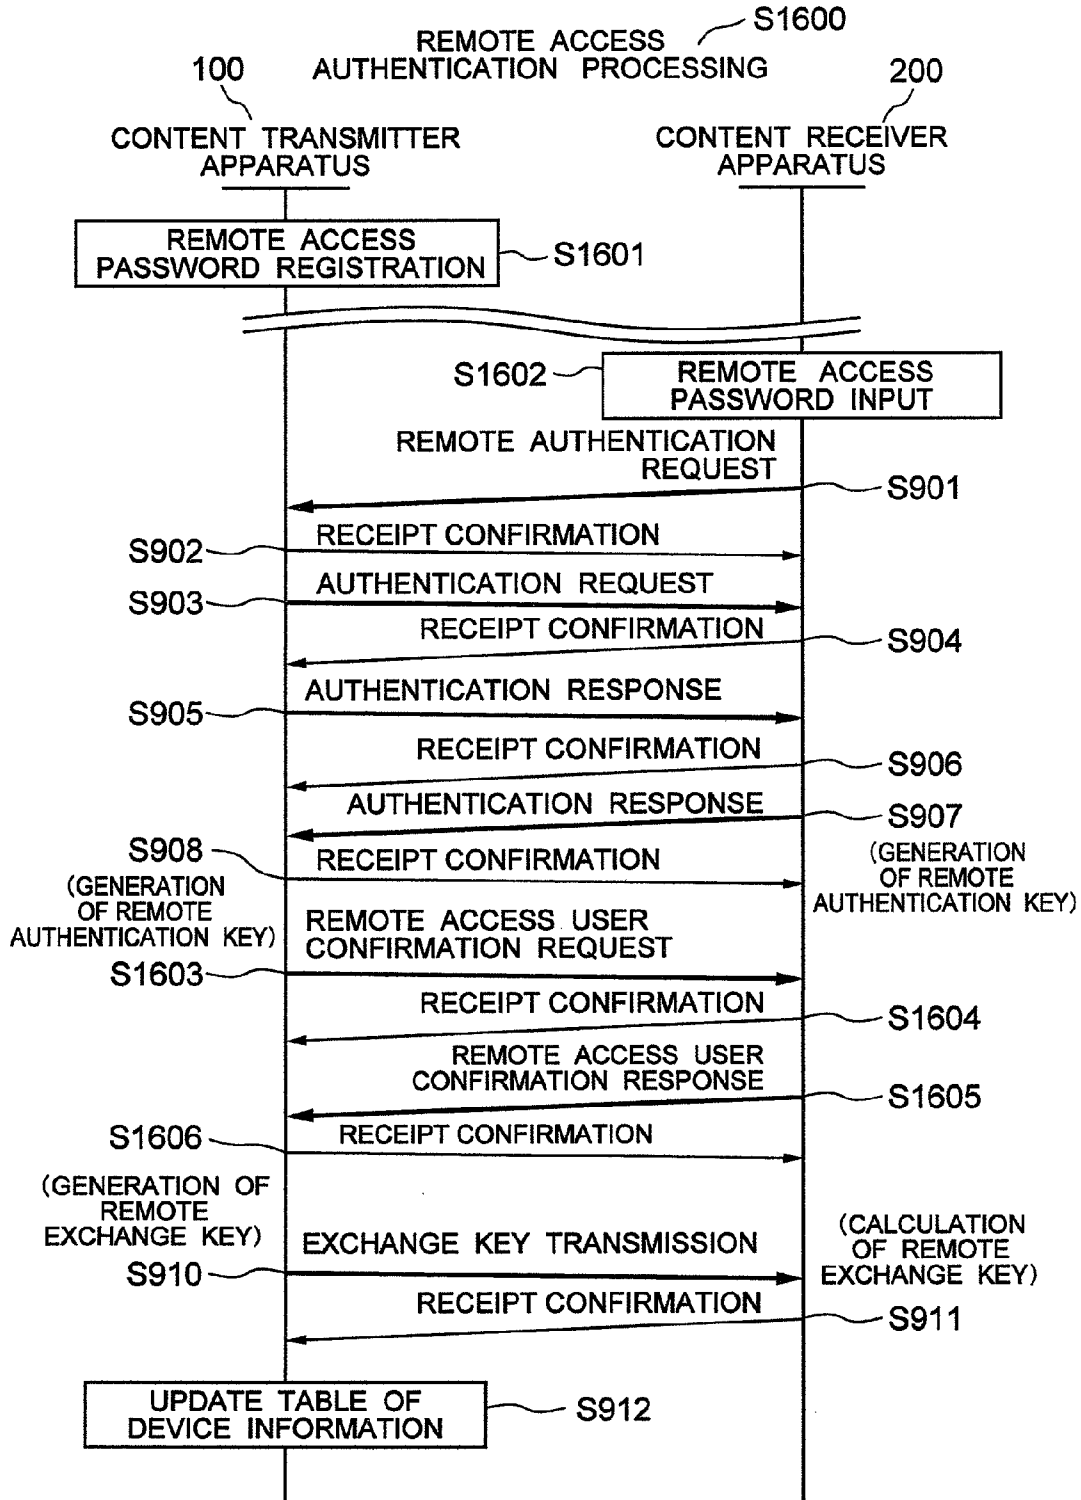 S1600
REMOTE ACCESS
AUTHENTICATION PROCESSING
100
200
CONTENT TRANSMITTER
APPARATUS
CONTENT RECEIVER
APPARATUS
REMOTE ACCESS
PASSWORD REGISTRATION
S1601
S1602
REMOTE ACCESS
PASSWORD INPUT
REMOTE AUTHENTICATION
REQUEST
S901
S902
RECEIPT CONFIRMATION
AUTHENTICATION REQUEST
S903
RECEIPT CONFIRMATION
S904
AUTHENTICATION RESPONSE
S905
RECEIPT CONFIRMATION
S906
AUTHENTICATION RESPONSE
S907
S908
RECEIPT CONFIRMATION
(GENERATION
OF REMOTE
AUTHENTICATION KEY)
(GENERATION
OF REMOTE
AUTHENTICATION KEY)
REMOTE ACCESS USER
CONFIRMATION REQUEST
S1603
RECEIPT CONFIRMATION
S1604
REMOTE ACCESS USER
CONFIRMATION RESPONSE
S1605
S1606
RECEIPT CONFIRMATION
(GENERATION OF
REMOTE
EXCHANGE KEY)
EXCHANGE KEY TRANSMISSION
(CALCULATION
OF REMOTE
EXCHANGE KEY)
S910
RECEIPT CONFIRMATION
S911
UPDATE TABLE OF
DEVICE INFORMATION
S912